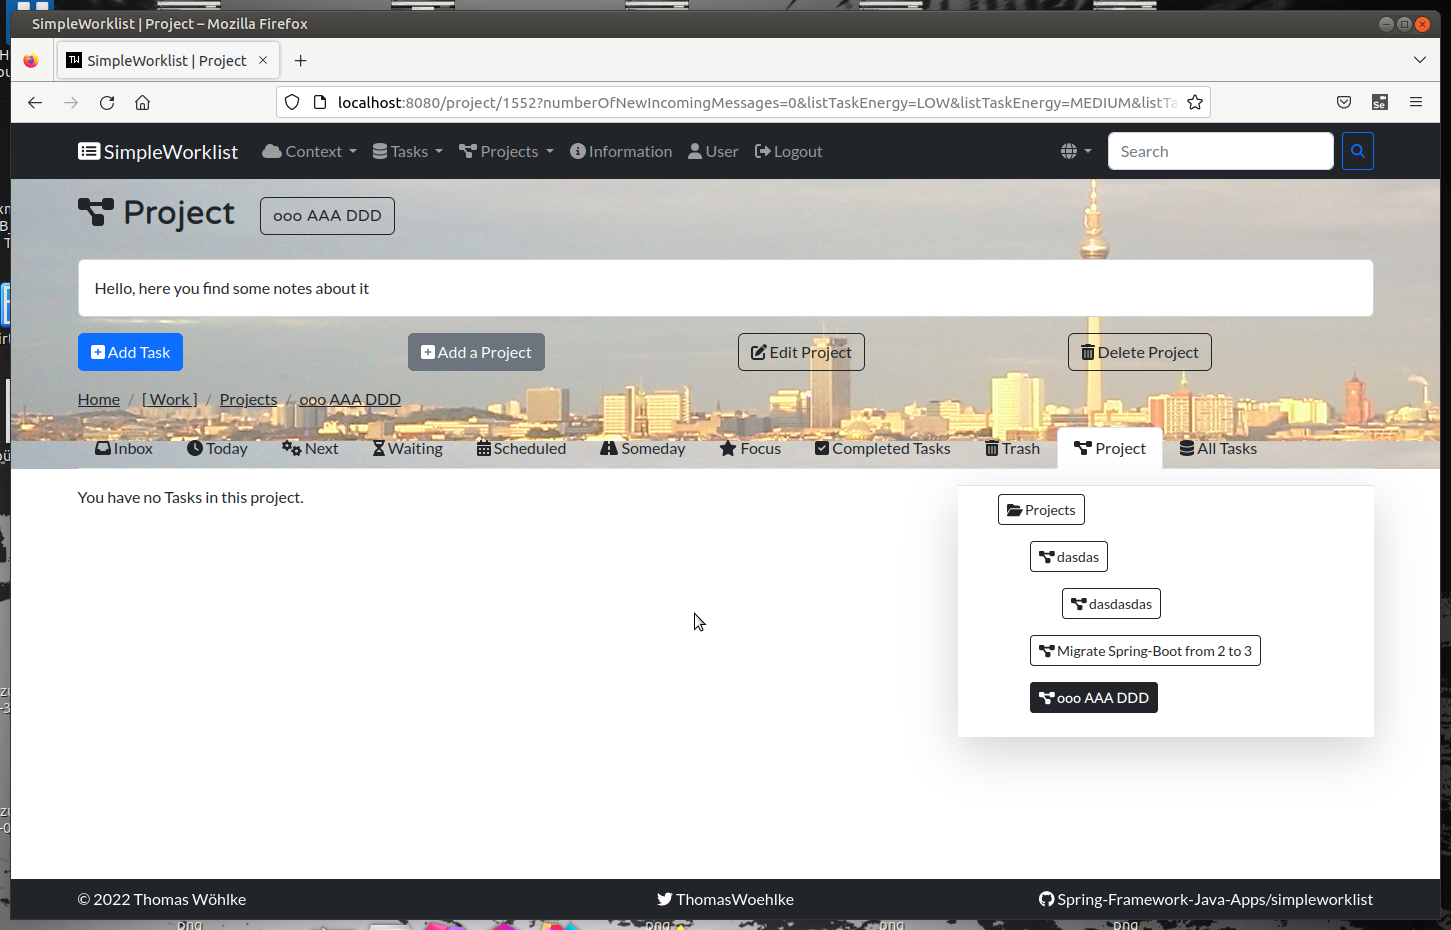 SimpleWorklist | Project – Mozilla Firefox
SimpleWorklist | Project
localhost:8080/project/1552?numberOfNewIncomingMessages=0&listTaskEnergy=LOW&listTaskEnergy=MEDIUM&listTa
SimpleWorklist Context Tasks Projects Information User Logout Search
Project ooo AAA DDD
Hello, here you find some notes about it
Add Task Add a Project Edit Project Delete Project
Home / [ Work ] / Projects / ooo AAA DDD
Inbox Today Next Waiting Scheduled Someday Focus Completed Tasks Trash Project All Tasks
You have no Tasks in this project.
Projects
dasdas
dasdasdas
Migrate Spring-Boot from 2 to 3
ooo AAA DDD
© 2022 Thomas Wöhlke ThomasWoehlke Spring-Framework-Java-Apps/simpleworklist
png png png png